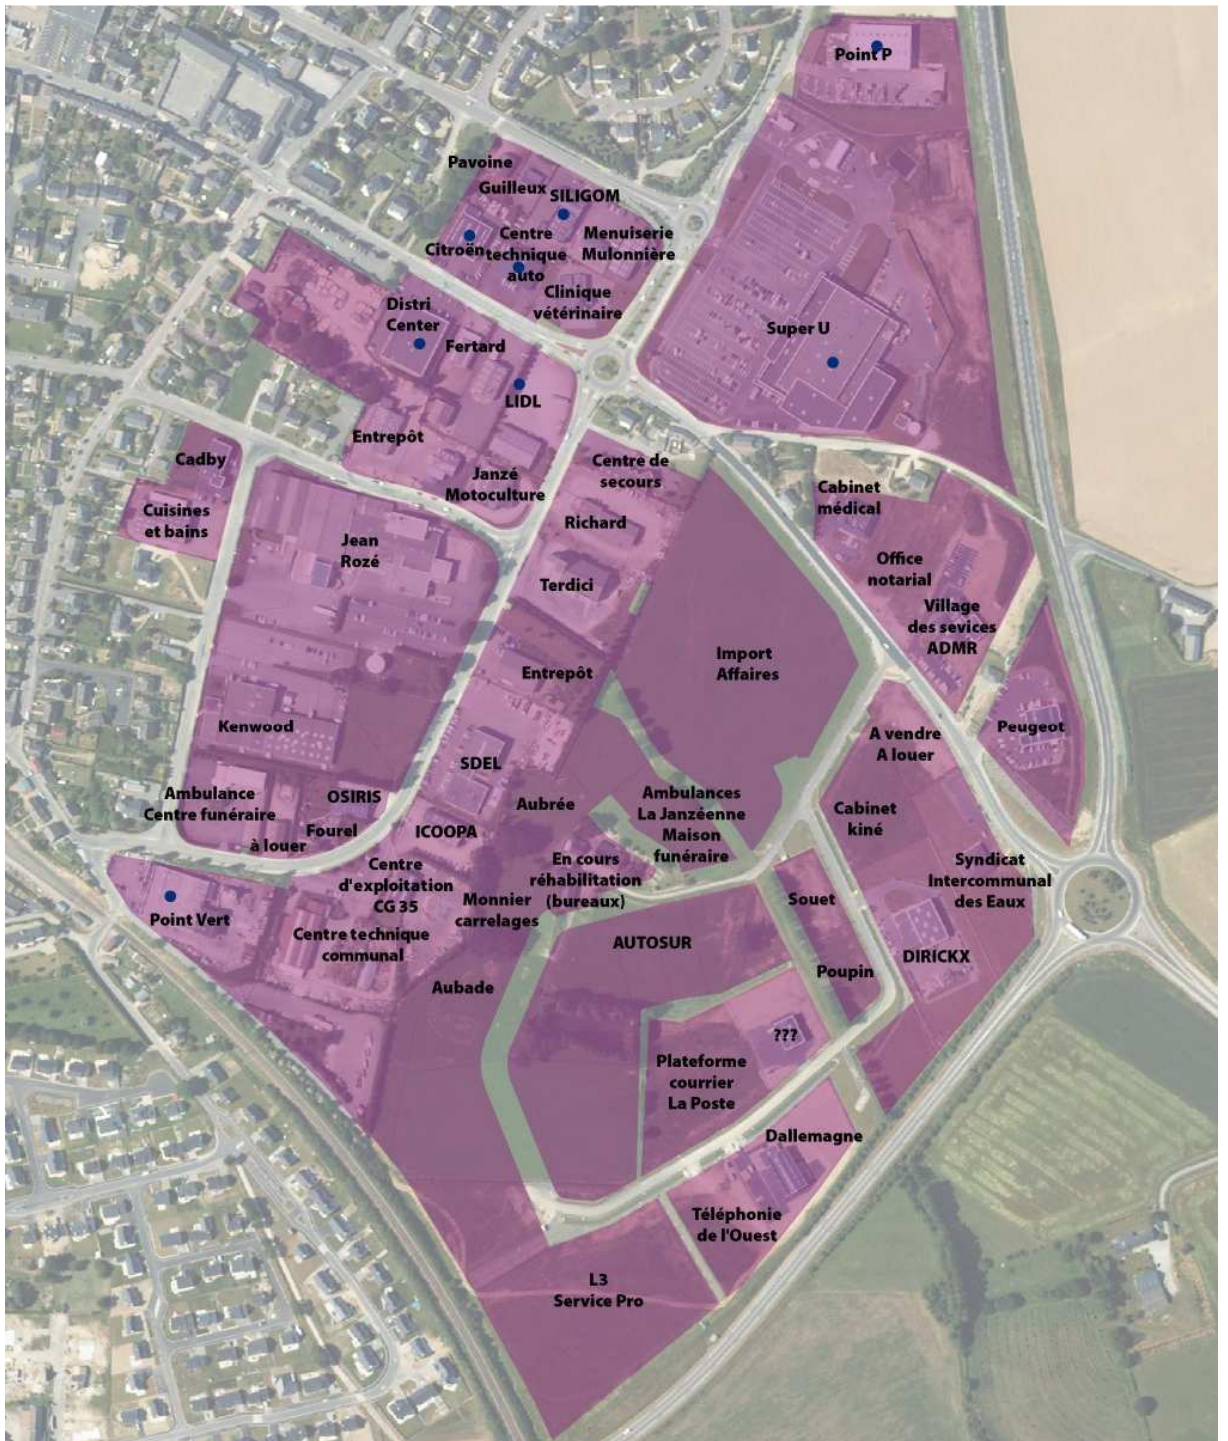 Point P
Pavoine
Guilleux
SILIGOM
Citroën
Centre
technique
auto
Menuiserie
Mulonnière
Clinique
vétérinaire
Distri
Center
Fertard
Super U
LIDL
Entrepôt
Cadby
Janzé
Motoculture
Centre de
secours
Cuisines
et bains
Jean
Rozé
Richard
Terdici
Cabinet
médical
Office
notarial
Village
des sevices
ADMR
Import
Affaires
Entrepôt
Kenwood
SDEL
A vendre
A louer
Peugeot
Ambulance
Centre funéraire
OSIRIS
Fourel
à louer
ICOOPA
Aubrée
Ambulances
La Janzéenne
Maison
funéraire
Cabinet
kiné
Centre
d'exploitation
CG 35
En cours
réhabilitation
(bureaux)
Syndicat
Intercommunal
des Eaux
Point Vert
Monnier
carrelages
Souet
Centre technique
communal
AUTOSUR
DIRICKX
Poupin
Aubade
???
Plateforme
courrier
La Poste
Dallemagne
Téléphonie
de l'Ouest
L3
Service Pro